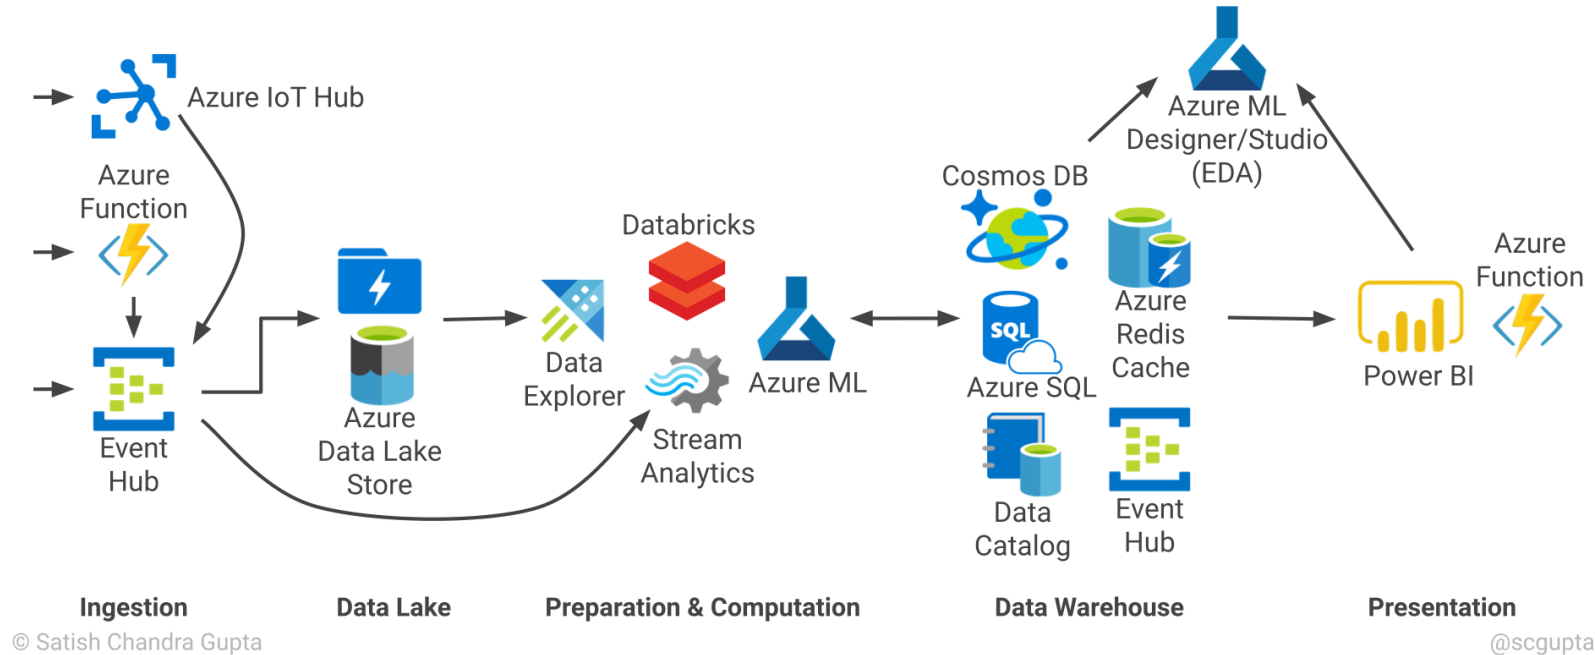 Azure IoT Hub
Azure
Function
Event
Hub
Azure
Data Lake
Store
Data
Explorer
Databricks
Stream
Analytics
Azure ML
Cosmos DB
SQL
Azure SQL
Data
Catalog
Azure
Redis
Cache
Event
Hub
Azure ML
Designer/Studio
(EDA)
Power BI
Azure
Function
Ingestion
Data Lake
Preparation & Computation
Data Warehouse
Presentation
© Satish Chandra Gupta
@scgupta